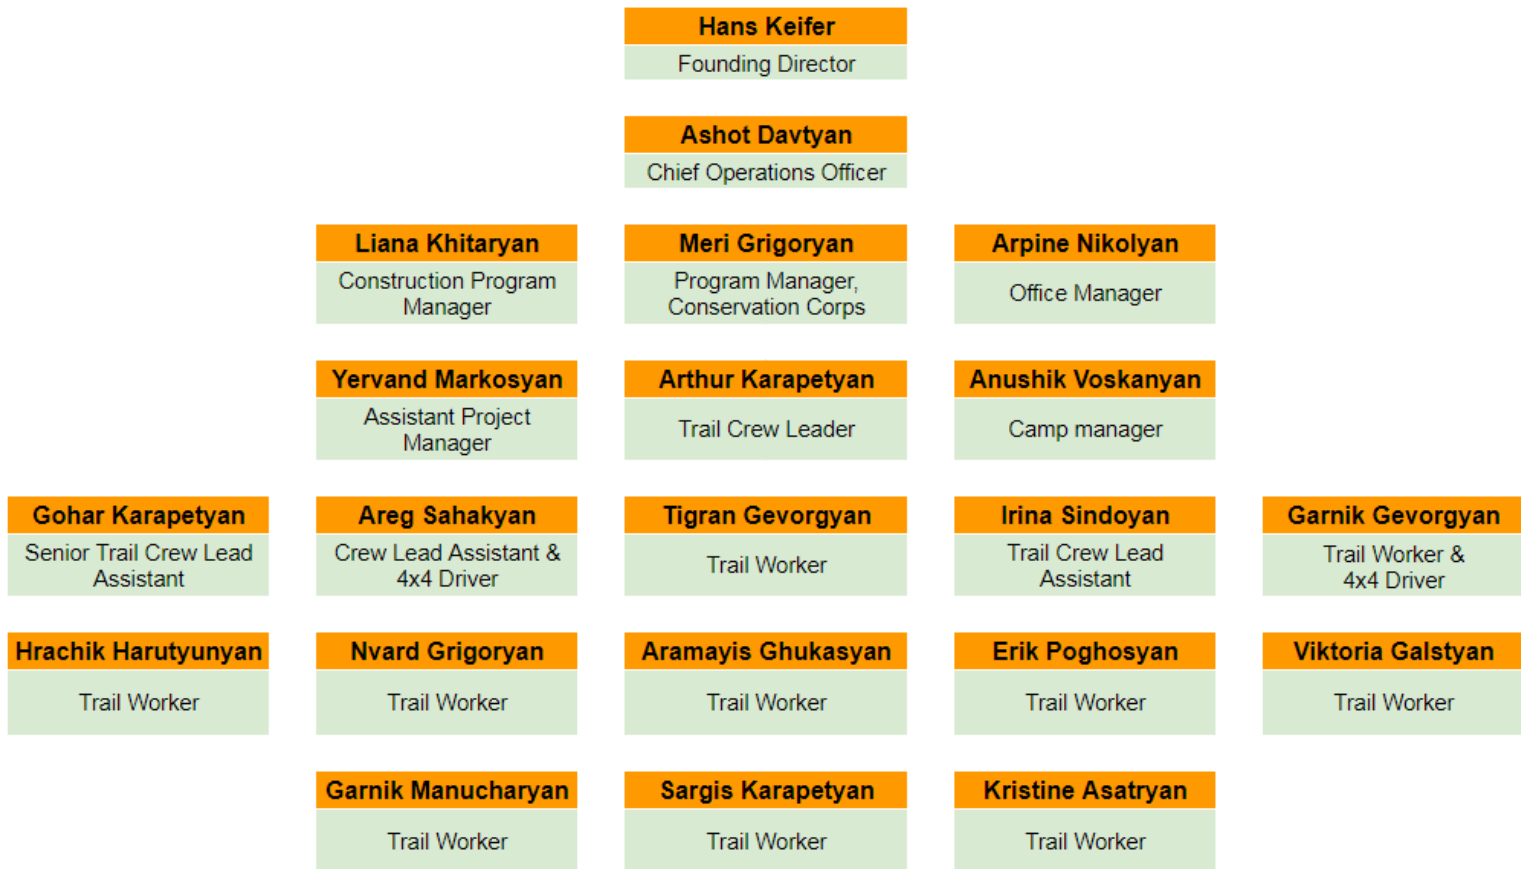 Hans Keifer
Founding Director
Ashot Davtyan
Chief Operations Officer
Liana Khitaryan
Construction Program
Manager
Meri Grigoryan
Program Manager,
Conservation Corps
Arpine Nikolyan
Office Manager
Yervand Markosyan
Assistant Project
Manager
Arthur Karapetyan
Trail Crew Leader
Anushik Voskanyan
Camp manager
Gohar Karapetyan
Senior Trail Crew Lead
Assistant
Areg Sahakyan
Crew Lead Assistant &
4x4 Driver
Tigran Gevorgyan
Trail Worker
Irina Sindoyan
Trail Crew Lead
Assistant
Garnik Gevorgyan
Trail Worker &
4x4 Driver
Hrachik Harutyunyan
Trail Worker
Nvard Grigoryan
Trail Worker
Aramayis Ghukasyan
Trail Worker
Erik Poghosyan
Trail Worker
Viktoria Galstyan
Trail Worker
Garnik Manucharyan
Trail Worker
Sargis Karapetyan
Trail Worker
Kristine Asatryan
Trail Worker